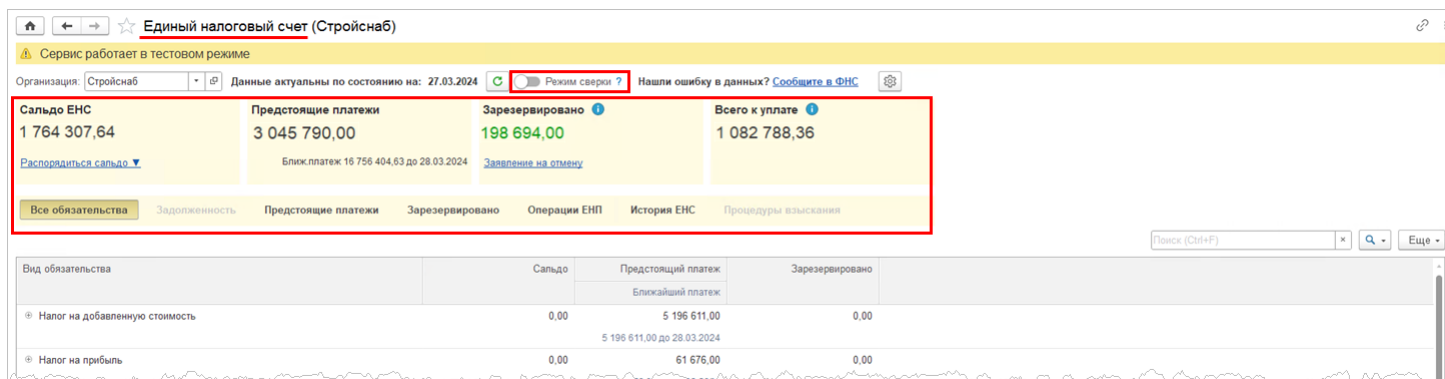 Единый налоговый счет (Стройснаб)
Сервис работает в тестовом режиме
Организация: Стройснаб Данные актуальны по состоянию на: 27.03.2024 Режим сверки ? Нашли ошибку в данных? Сообщите в ФНС
Сальдо ЕНС Предстоящие платежи Зарезервировано Всего к уплате
1 764 307,64 3 045 790,00 198 694,00 1 082 788,36
Распорядиться сальдо ▼ Ближ.платеж 16 756 404,63 до 28.03.2024 Заявление на отмену
Все обязательства Задолженность Предстоящие платежи Зарезервировано Операции ЕНП История ЕНС Процедуры взыскания
Поиск (Ctrl+F) × Еще
Вид обязательства Сальдо Предстоящий платеж Зарезервировано
Ближайший платеж
Налог на добавленную стоимость 0,00 5 196 611,00 0,00
5 196 611,00 до 28.03.2024
Налог на прибыль 0,00 61 676,00 0,00